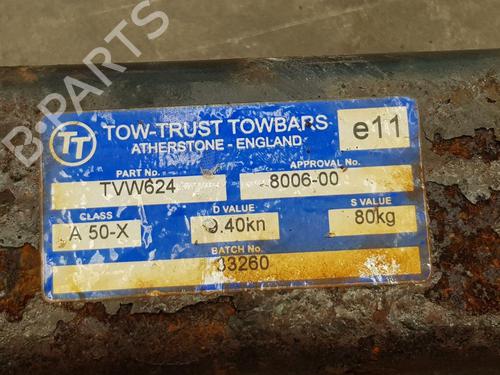 B-PARTS
TT
TOW-TRUST TOWBARS
e11
ATHERSTONE - ENGLAND
PART No. APPROVAL No.
TVW624 8006-00
CLASS D VALUE S VALUE
A 50-X 9.40kn 80kg
BATCH No.